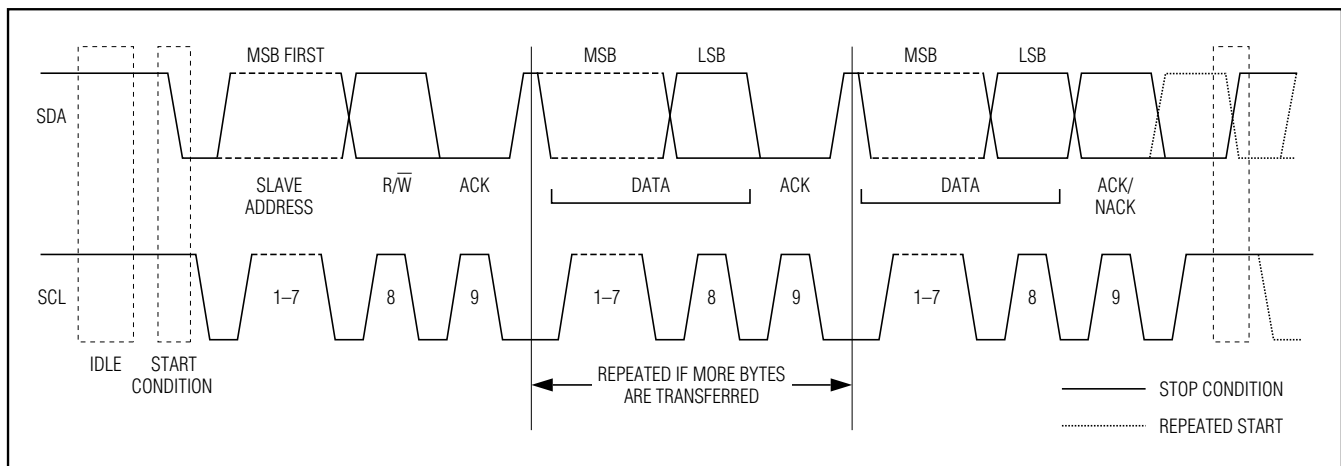 MSB FIRST
MSB
LSB
MSB
LSB
SDA
SLAVE
ADDRESS
R/W̅
ACK
DATA
ACK
DATA
ACK/
NACK
SCL
1–7
8
9
1–7
8
9
1–7
8
9
IDLE
START
CONDITION
REPEATED IF MORE BYTES
ARE TRANSFERRED
STOP CONDITION
REPEATED START